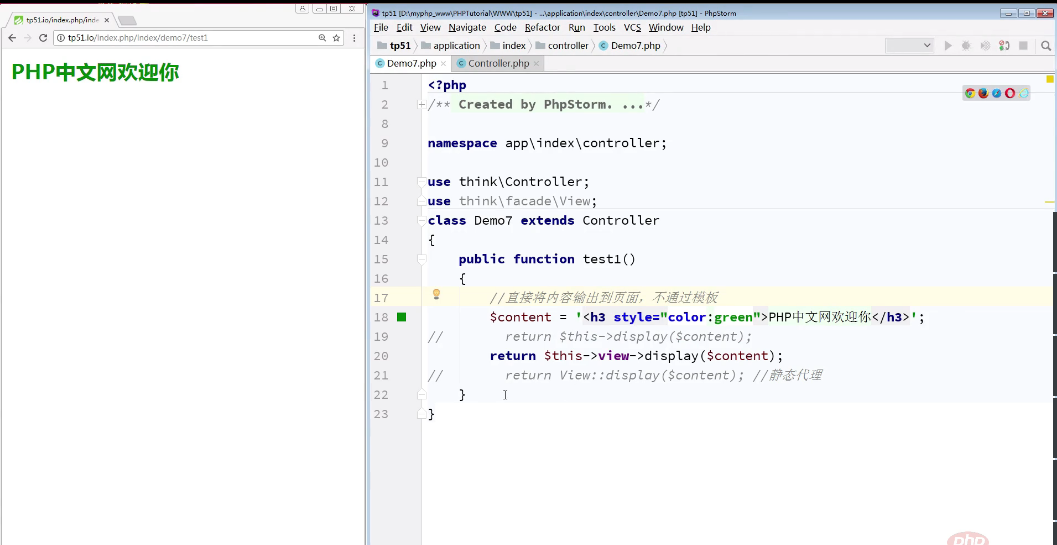 tp51.io/index.php/inde
tp51.io/index.php/index/demo7/test1
PHP中文网欢迎你
tp51 [D:\myphp_www\PHPTutorial\WWW\tp51] - ...\application\index\controller\Demo7.php [tp51] - PhpStorm
File Edit View Navigate Code Refactor Run Tools VCS Window Help
tp51 application index controller Demo7.php
Demo7.php Controller.php
1 <?php
2 /** Created by PhpStorm. ...*/
8
9 namespace app\index\controller;
10
11 use think\Controller;
12 use think\facade\View;
13 class Demo7 extends Controller
14 {
15 public function test1()
16 {
17 //直接将内容输出到页面，不通过模板
18 $content = '<h3 style="color:green">PHP中文网欢迎你</h3>';
19 // return $this->display($content);
20 return $this->view->display($content);
21 // return View::display($content); //静态代理
22 }
23 }
php